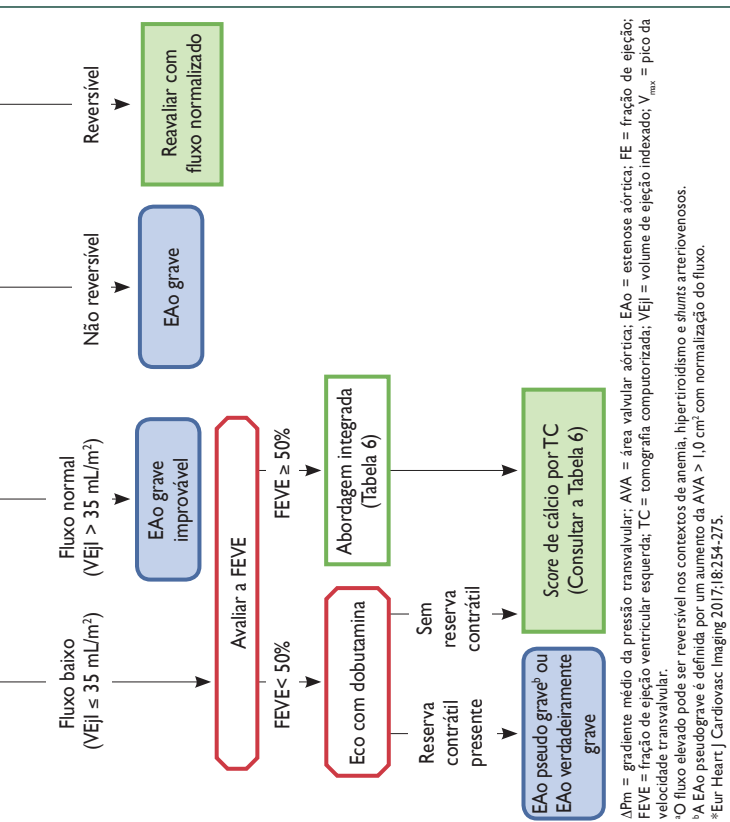 Fluxo baixo
(VEjI ≤ 35 mL/m²)
Fluxo normal
(VEjI > 35 mL/m²)
Não reversível
Reversível
EAo grave
improvável
EAo grave
Reavaliar com
fluxo normalizado
Avaliar a FEVE
FEVE< 50%
FEVE ≥ 50%
Eco com dobutamina
Abordagem integrada
(Tabela 6)
Reserva
contrátil
presente
Sem
reserva
contrátil
EAo pseudo graveᵇ ou
EAo verdadeiramente
grave
Score de cálcio por TC
(Consultar a Tabela 6)
ΔPm = gradiente médio da pressão transvalvular; AVA = área valvular aórtica; EAo = estenose aórtica; FE = fração de ejeção;
FEVE = fração de ejeção ventricular esquerda; TC = tomografia computorizada; VEjI = volume de ejeção indexado; Vmax = pico da
velocidade transvalvular.
ᵃO fluxo elevado pode ser reversível nos contextos de anemia, hipertiroidismo e shunts arteriovenosos.
ᵇA EAo pseudograve é definida por um aumento da AVA > 1,0 cm² com normalização do fluxo.
*Eur Heart J Cardiovasc Imaging 2017;18:254-275.